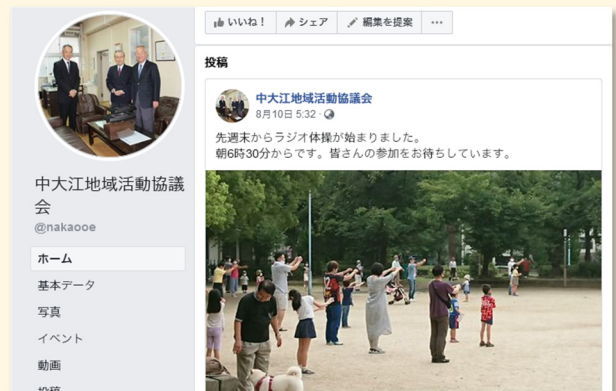 いいね！ シェア 編集を提案 •••
投稿
中大江地域活動協議会
8月10日 5:32
先週末からラジオ体操が始まりました。
朝6時30分からです。皆さんの参加をお待ちしています。
中大江地域活動協議
会
@nakaooe
ホーム
基本データ
写真
イベント
動画
投稿